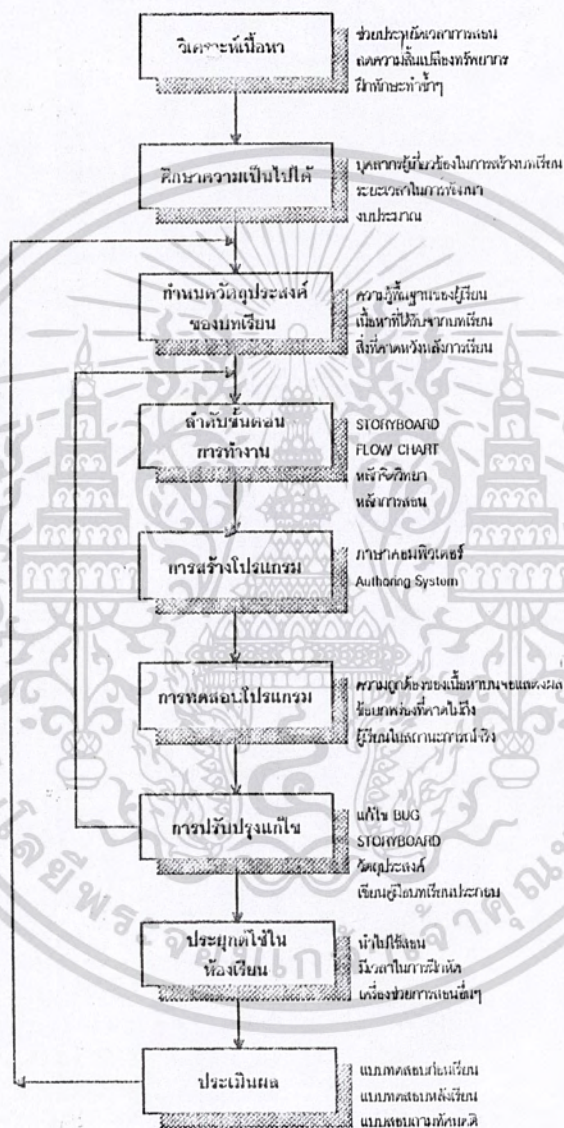 วิเคราะห์เนื้อหา
ช่วยประหยัดเวลาการสอน
ลดความสิ้นเปลืองทรัพยากร
ฝึกทักษะทำซ้ำๆ
ศึกษาความเป็นไปได้
บุคลากรผู้เกี่ยวข้องในการสร้างบทเรียน
ระยะเวลาในการพัฒนา
งบประมาณ
กำหนดวัตถุประสงค์
ของบทเรียน
ความรู้พื้นฐานของผู้เรียน
เนื้อหาที่ได้รับจากบทเรียน
สิ่งที่คาดหวังหลังการเรียน
ลำดับขั้นตอน
การทำงาน
STORYBOARD
FLOW CHART
หลักจิตวิทยา
หลักการสอน
การสร้างโปรแกรม
ภาษาคอมพิวเตอร์
Authoring System
การทดสอบโปรแกรม
ความถูกต้องของเนื้อหาบนจอแสดงผล
ข้อบกพร่องที่คาดไม่ถึง
ผู้เรียนในสถานะการณ์จริง
การปรับปรุงแก้ไข
แก้ไข BUG
STORYBOARD
วัตถุประสงค์
เขียนคู่มือบทเรียนประกอบ
ประยุกต์ใช้ใน
ห้องเรียน
นำไปใช้สอน
มีเวลาในการฝึกหัด
เครื่องช่วยการสอนอื่นๆ
ประเมินผล
แบบทดสอบก่อนเรียน
แบบทดสอบหลังเรียน
แบบสอบถามทัศนคติ